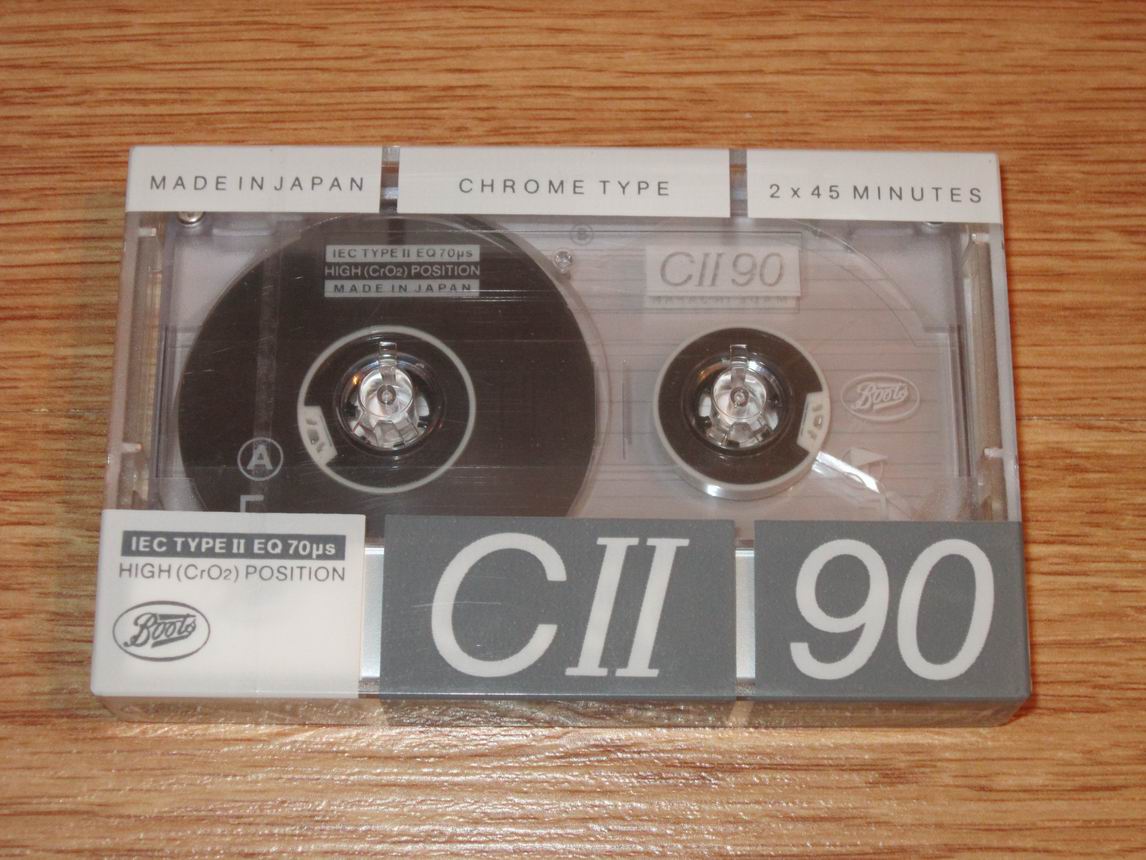 MADE IN JAPAN
CHROME TYPE
2 x 45 MINUTES
B
IEC TYPE II EQ 70µs
HIGH (CrO2) POSITION
MADE IN JAPAN
CII 90
Boots
A
IEC TYPE II EQ 70µs
HIGH (CrO2) POSITION
Boots
CII
90